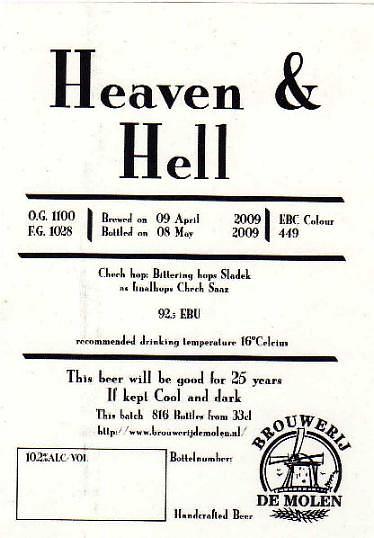 Heaven &
Hell
O.G. 1100
F.G. 1028
Brewed on 09 April 2009
Bottled on 08 May 2009
EBC Colour
449
Chech hop: Bittering hops Sladek
as finalhops Chech Saaz
92.5 EBU
recommended drinking temperature 16°Celcius
This beer will be good for 25 years
If kept Cool and dark
This batch 816 Bottles from 33cl
http://www.brouwerijdemolen.nl/
10.2%ALC/VOL
Bottelnumber:
Handcrafted Beer
BROUWERIJ
DE MOLEN